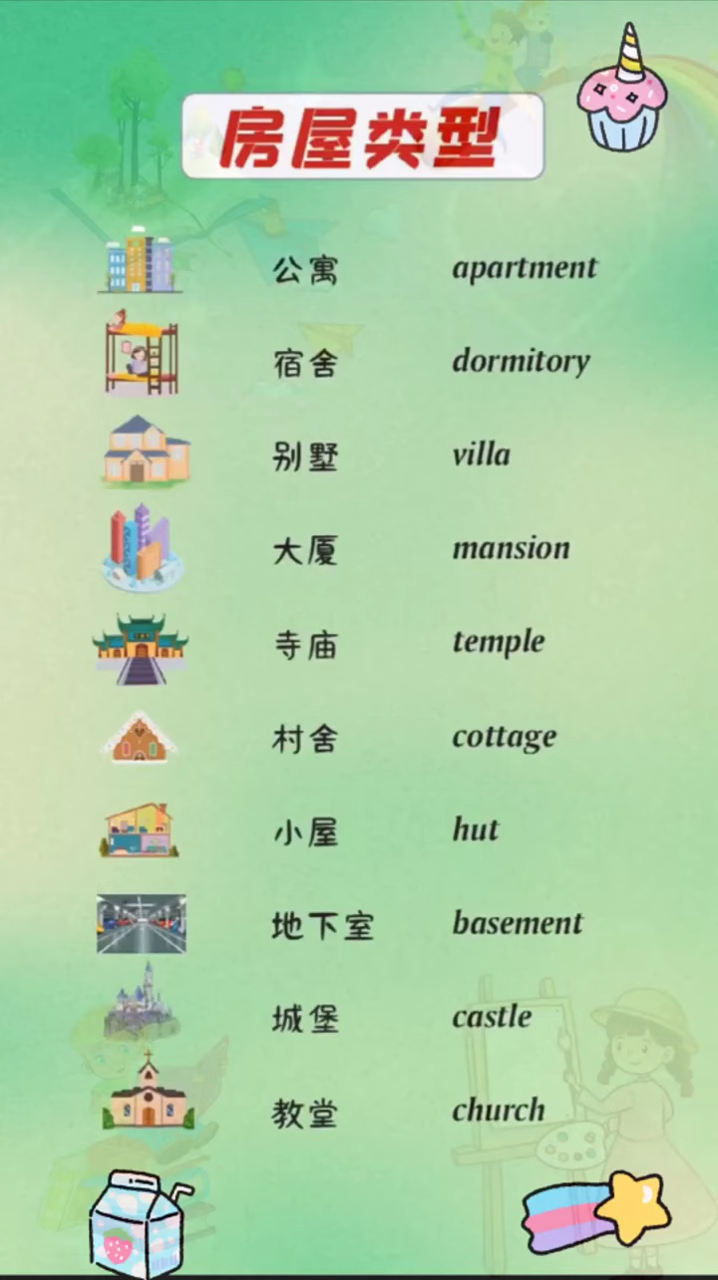 房屋类型
公寓 apartment
宿舍 dormitory
别墅 villa
大厦 mansion
寺庙 temple
村舍 cottage
小屋 hut
地下室 basement
城堡 castle
教堂 church